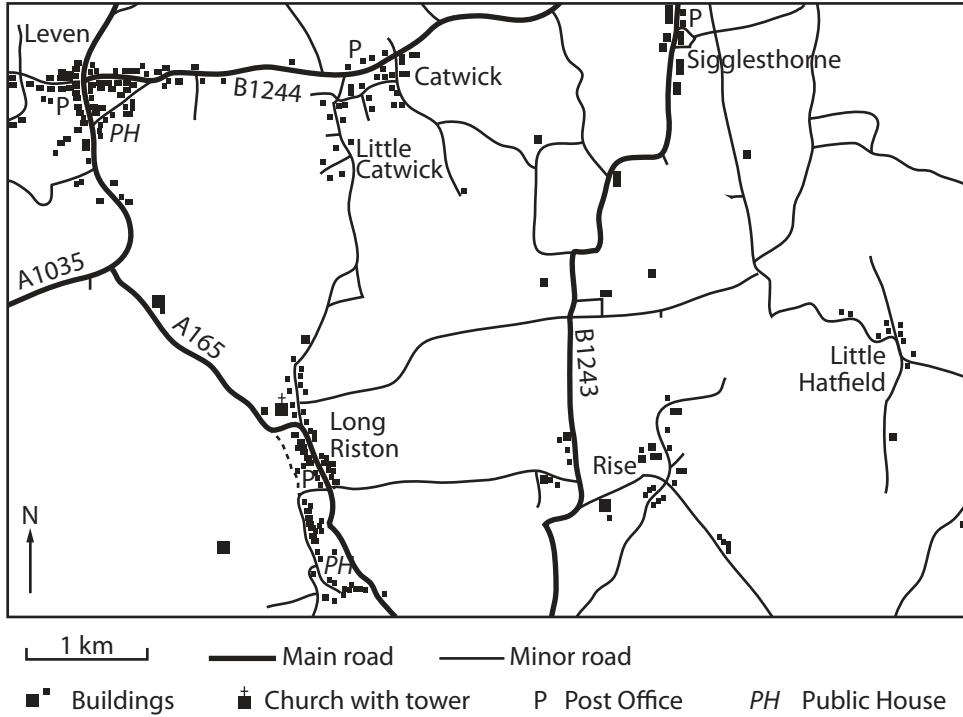 Leven
P
Sigglesthorne
P
Catwick
B1244
P
PH
Little
Catwick
A1035
A165
B1243
Little
Hatfield
Long
Riston
Rise
P
N
PH
1 km
Main road
Minor road
Buildings
Church with tower
P Post Office
PH Public House